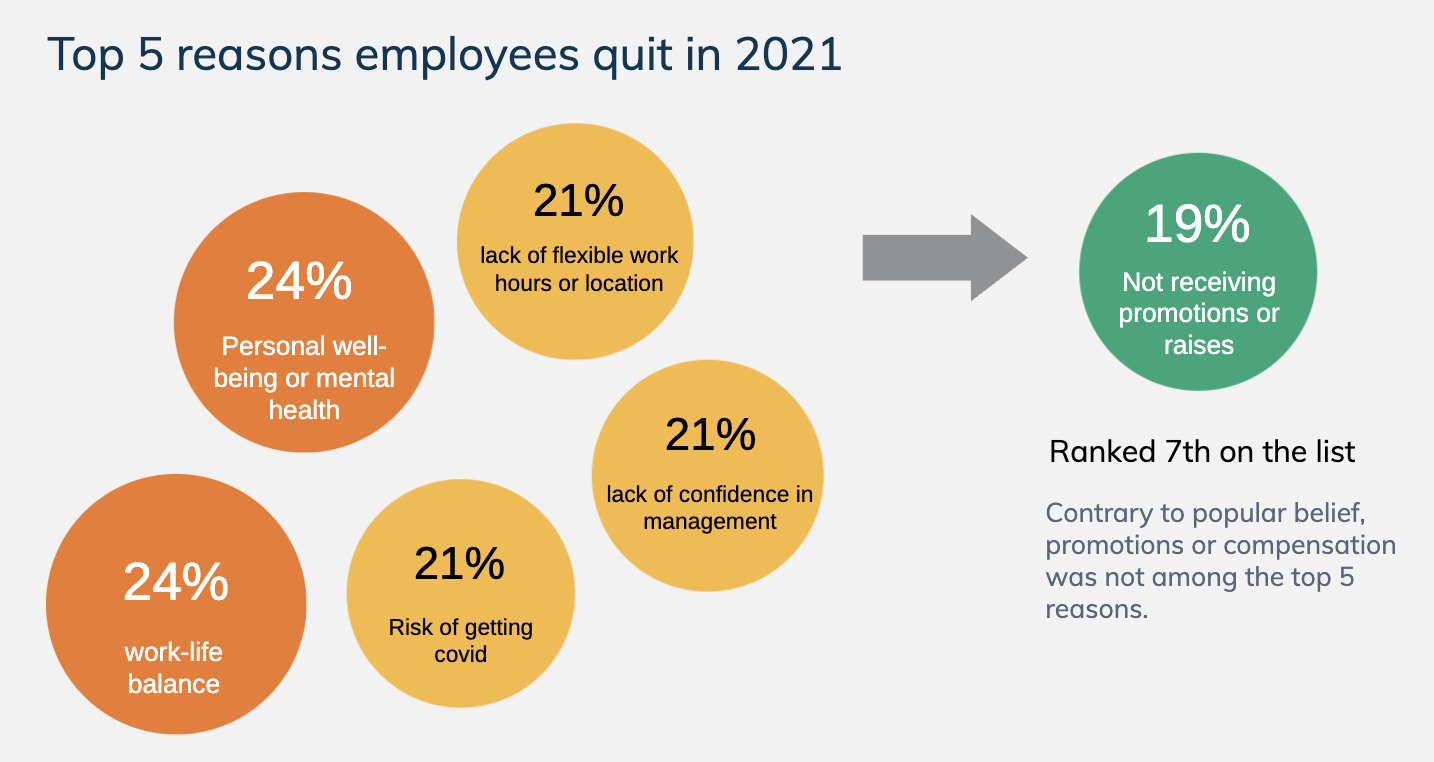 Top 5 reasons employees quit in 2021
21%
lack of flexible work
hours or location
24%
Personal well-
being or mental
health
21%
lack of confidence in
management
24%
work-life
balance
21%
Risk of getting
covid
19%
Not receiving
promotions or
raises
Ranked 7th on the list
Contrary to popular belief,
promotions or compensation
was not among the top 5
reasons.